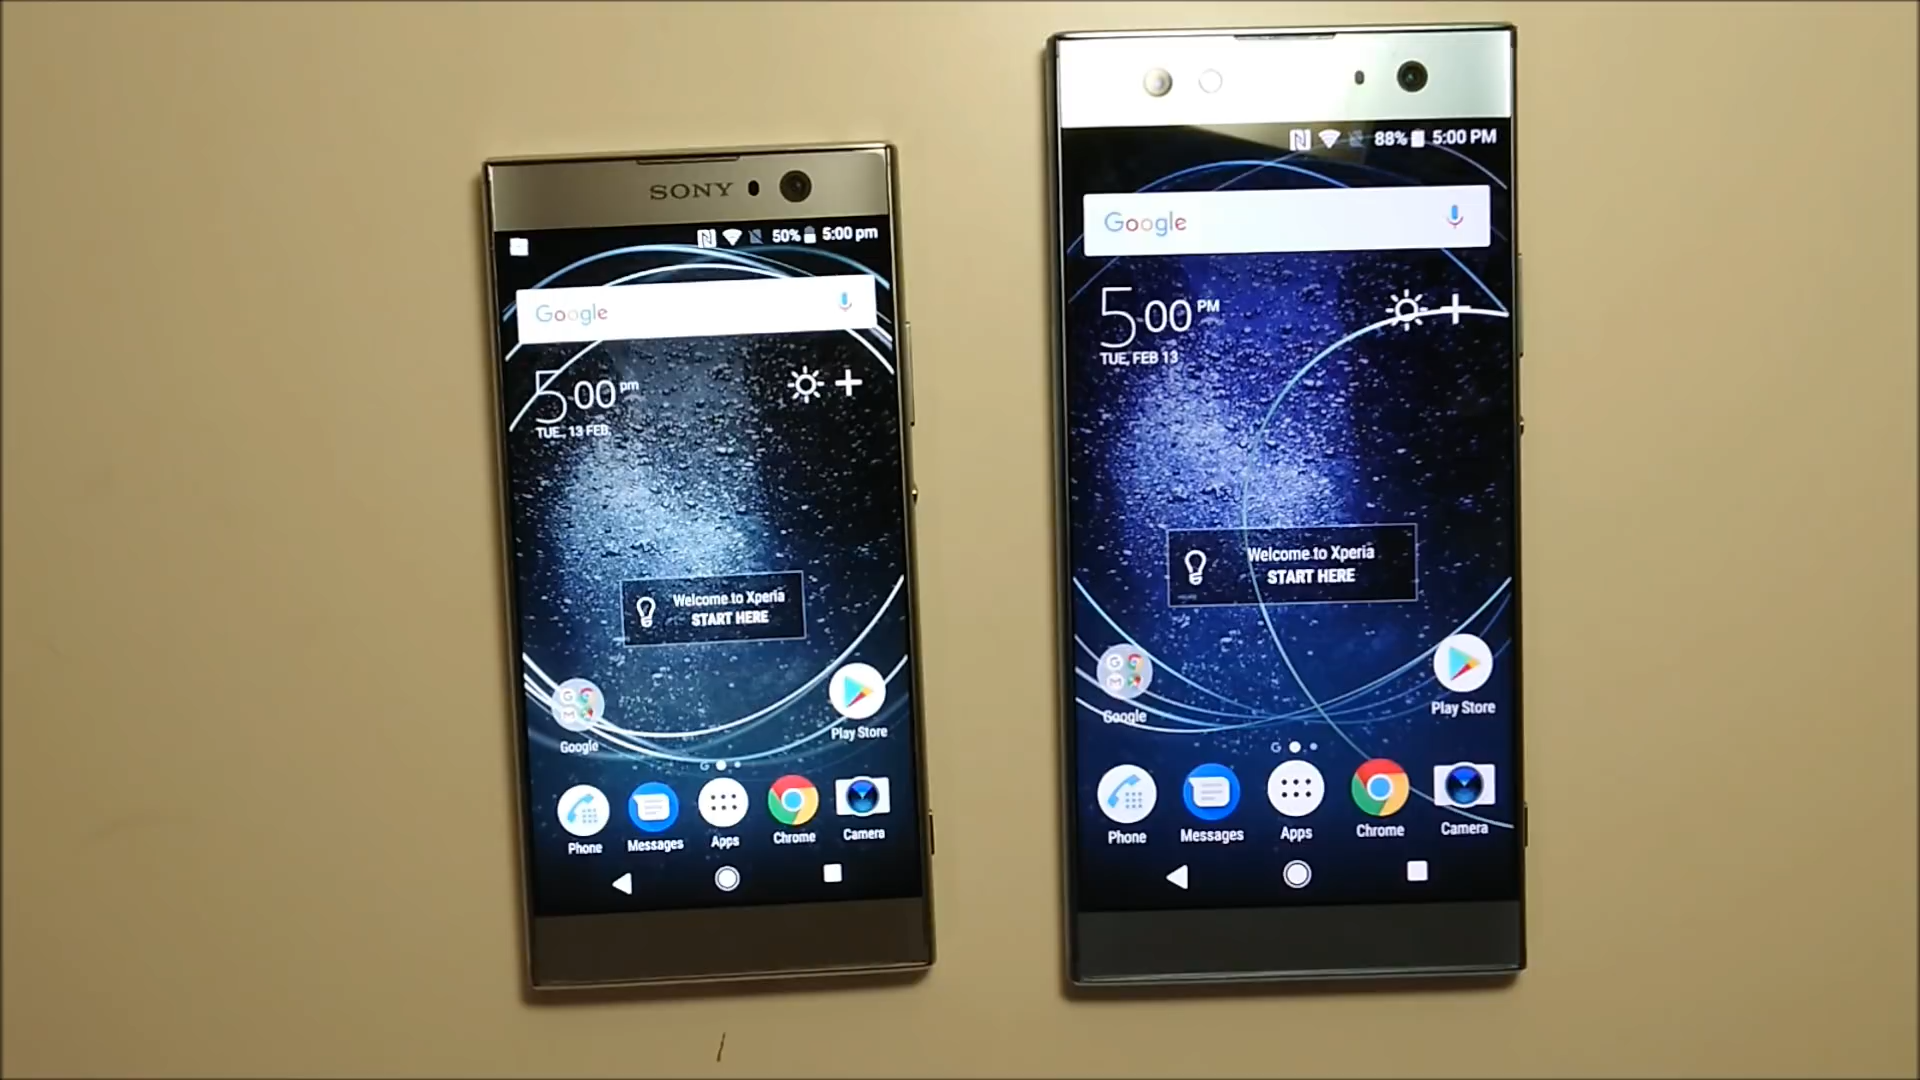 SONY
50% 5:00 pm
Google
5:00 pm
TUE, 13 FEB
Welcome to Xperia
START HERE
Google
Play Store
Phone
Messages
Apps
Chrome
Camera
88% 5:00 PM
Google
5:00 PM
TUE, FEB 13
Welcome to Xperia
START HERE
Google
Play Store
Phone
Messages
Apps
Chrome
Camera